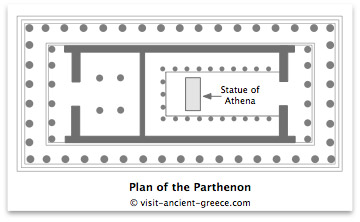 Statue of
Athena
Plan of the Parthenon
© visit-ancient-greece.com